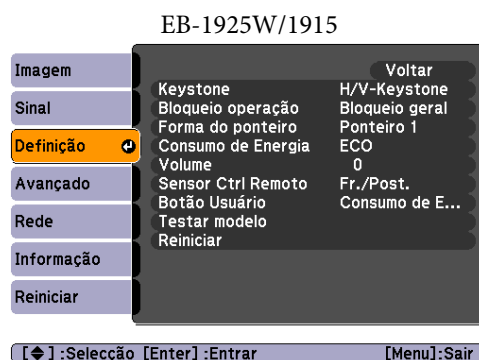 EB-1925W/1915
Imagem
Sinal
Definição
Avançado
Rede
Informação
Reiniciar
Voltar
Keystone H/V-Keystone
Bloqueio operação Bloqueio geral
Forma do ponteiro Ponteiro 1
Consumo de Energia ECO
Volume 0
Sensor Ctrl Remoto Fr./Post.
Botão Usuário Consumo de E...
Testar modelo
Reiniciar
[ ] :Selecção [Enter] :Entrar [Menu]:Sair